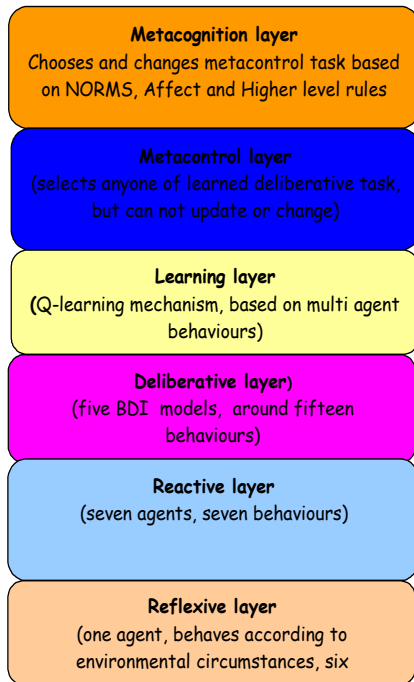 Metacognition layer
Chooses and changes metacontrol task based
on NORMS, Affect and Higher level rules
Metacontrol layer
(selects anyone of learned deliberative task,
but can not update or change)
Learning layer
(Q-learning mechanism, based on multi agent
behaviours)
Deliberative layer)
(five BDI models, around fifteen
behaviours)
Reactive layer
(seven agents, seven behaviours)
Reflexive layer
(one agent, behaves according to
environmental circumstances, six